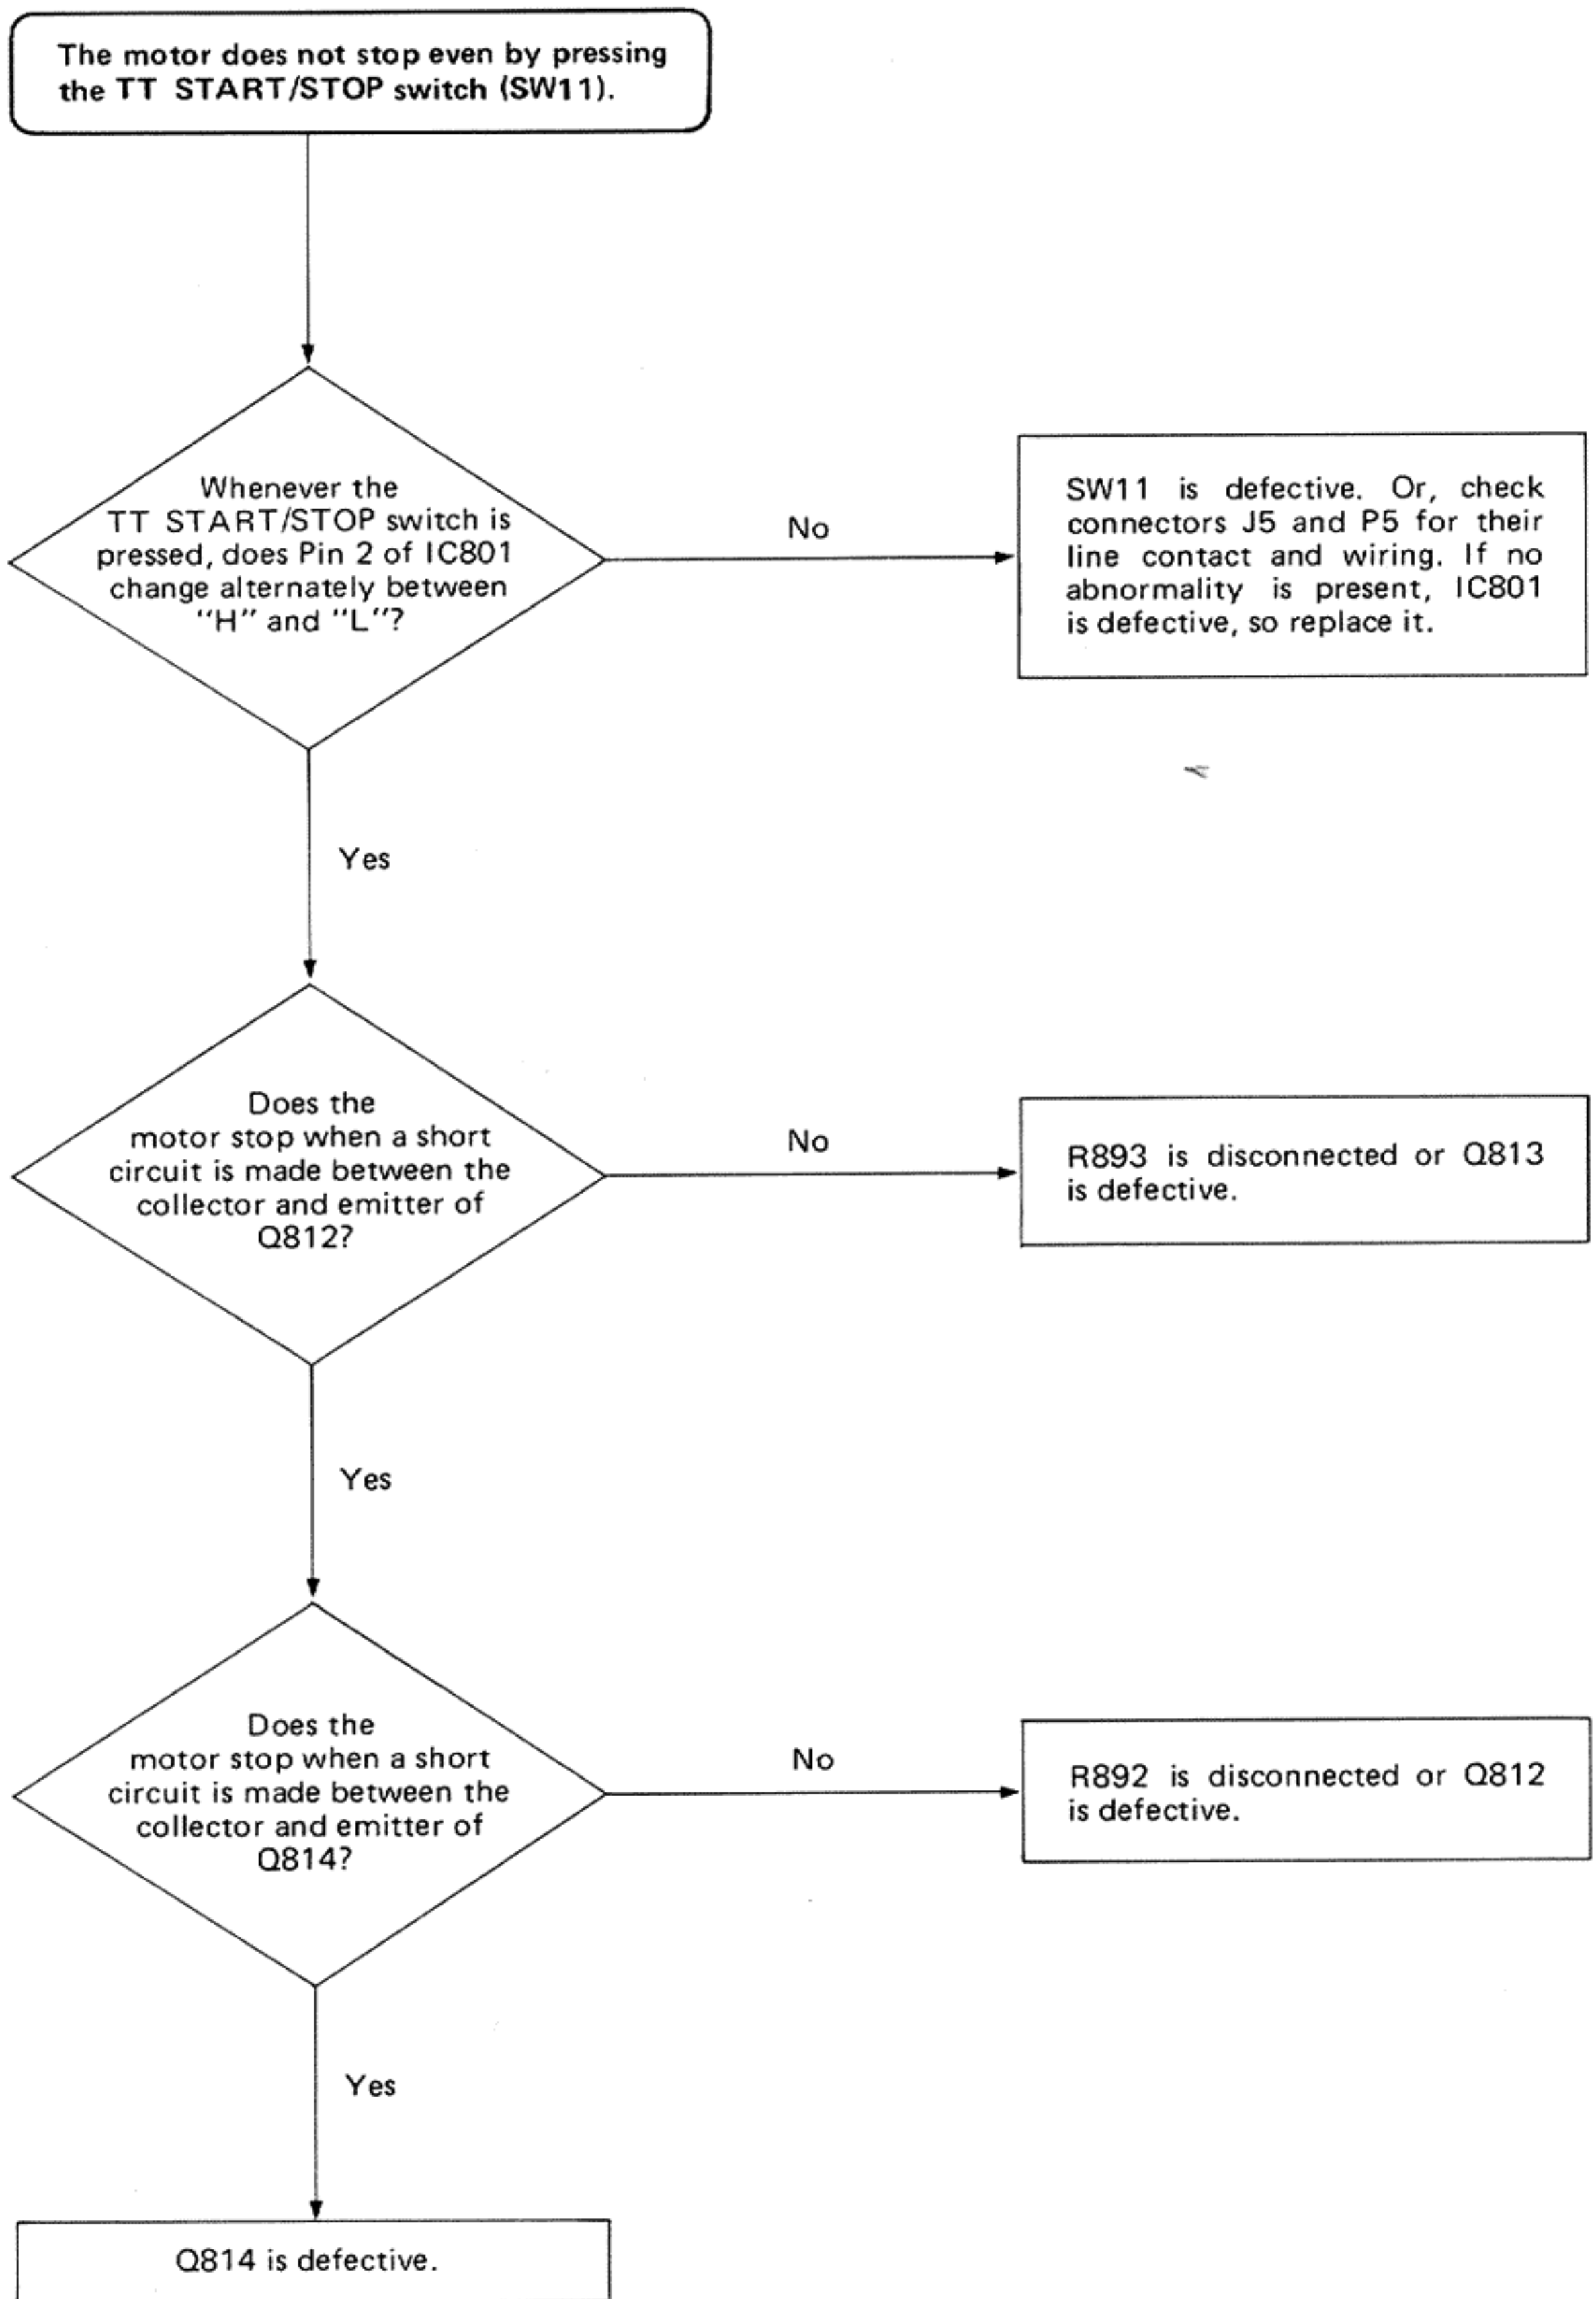 The motor does not stop even by pressing
the TT START/STOP switch (SW11).
Whenever the
TT START/STOP switch is
pressed, does Pin 2 of IC801
change alternately between
"H" and "L"?
No
SW11 is defective. Or, check
connectors J5 and P5 for their
line contact and wiring. If no
abnormality is present, IC801
is defective, so replace it.
Yes
Does the
motor stop when a short
circuit is made between the
collector and emitter of
Q812?
No
R893 is disconnected or Q813
is defective.
Yes
Does the
motor stop when a short
circuit is made between the
collector and emitter of
Q814?
No
R892 is disconnected or Q812
is defective.
Yes
Q814 is defective.